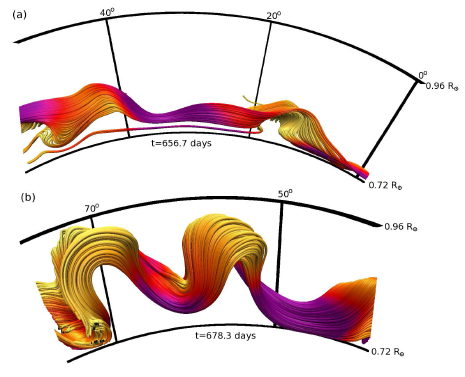 (a)
40°
20°
0°
0.96 R⊙
t=656.7 days
0.72 R⊙
(b)
70°
50°
0.96 R⊙
t=678.3 days
0.72 R⊙